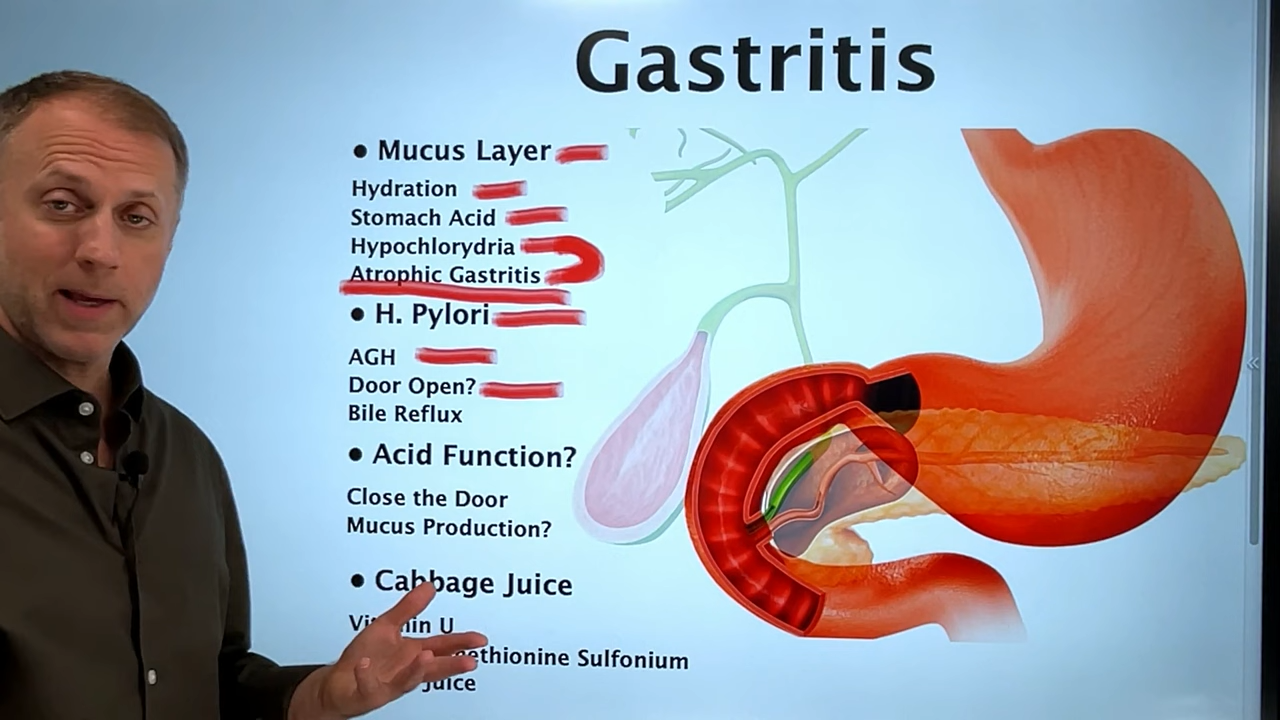 Gastritis
• Mucus Layer
Hydration
Stomach Acid
Hypochlorydria
Atrophic Gastritis
• H. Pylori
AGH
Door Open?
Bile Reflux
• Acid Function?
Close the Door
Mucus Production?
• Cabbage Juice
U
Sulfonium
Juice